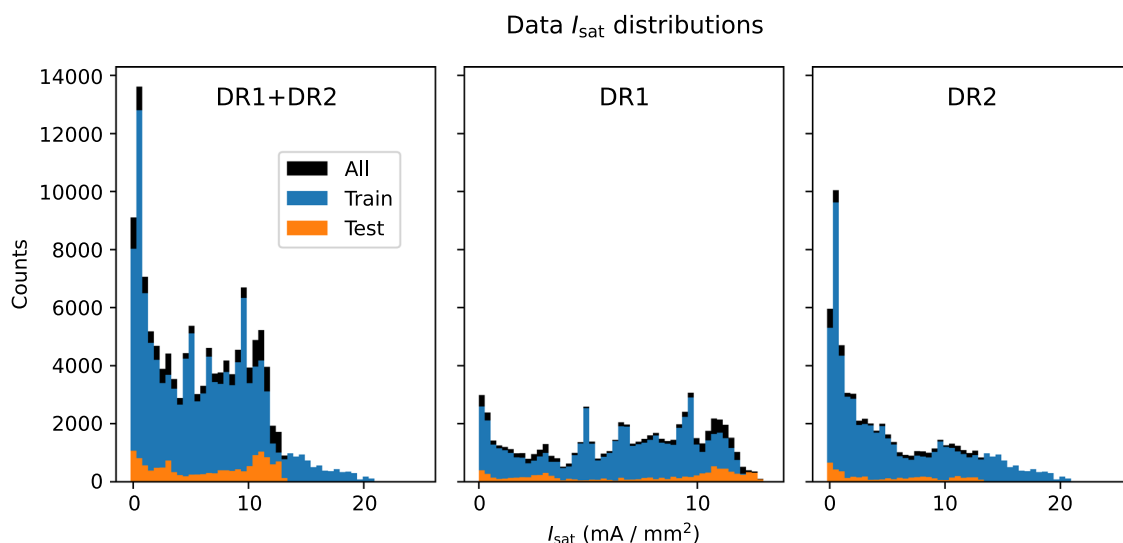 Data I_sat distributions
DR1+DR2
DR1
DR2
All
Train
Test
Counts
14000
12000
10000
8000
6000
4000
2000
0
0 10 20
0 10
0 10 20
I_sat (mA / mm²)